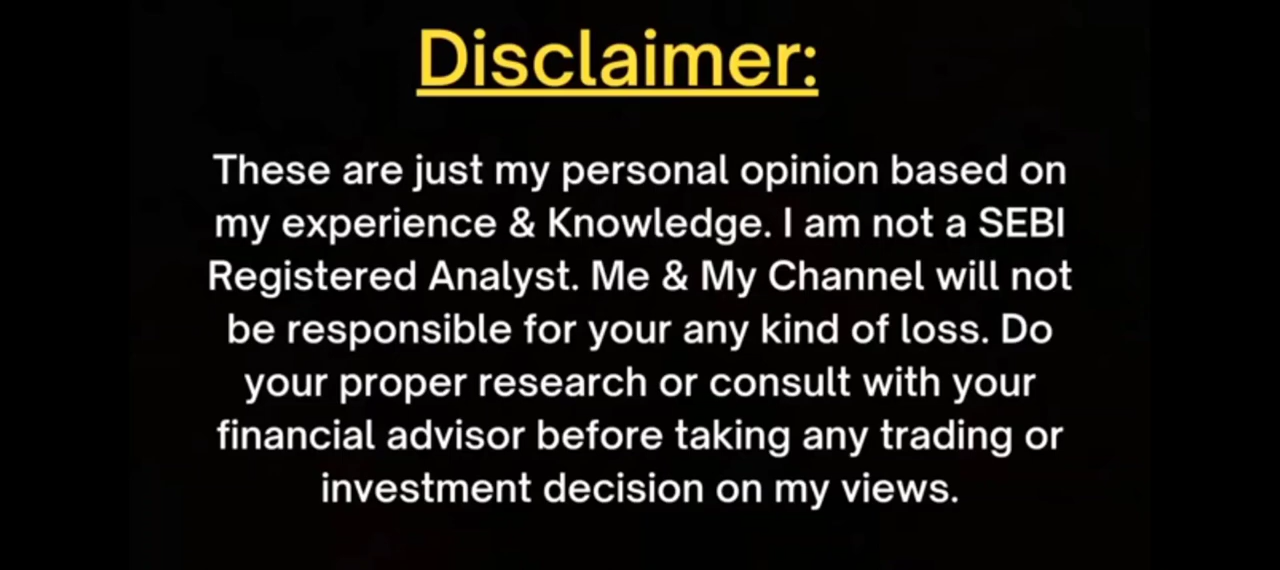 Disclaimer:
These are just my personal opinion based on
my experience & Knowledge. I am not a SEBI
Registered Analyst. Me & My Channel will not
be responsible for your any kind of loss. Do
your proper research or consult with your
financial advisor before taking any trading or
investment decision on my views.